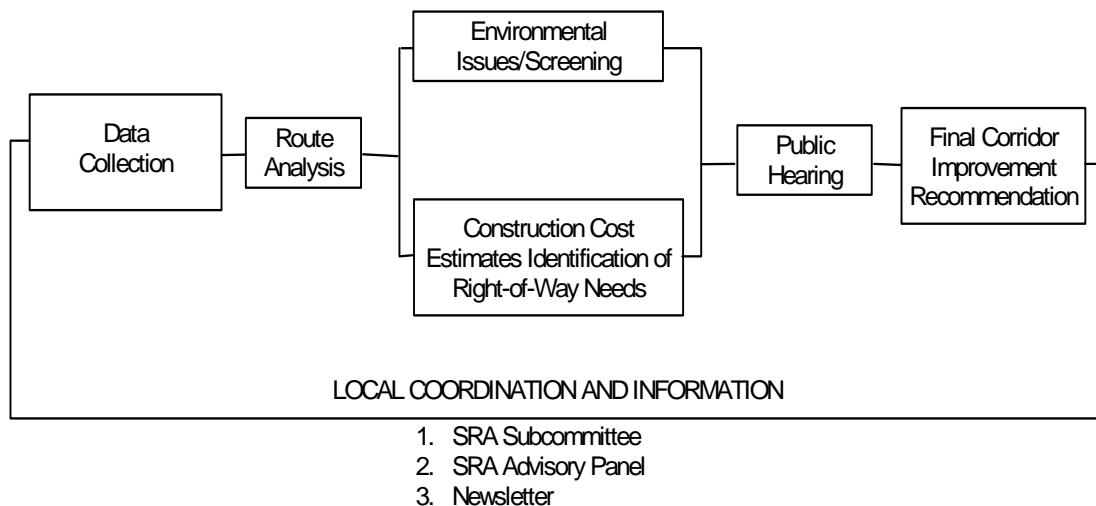 Environmental
Issues/Screening
Data
Collection
Route
Analysis
Construction Cost
Estimates Identification of
Right-of-Way Needs
Public
Hearing
Final Corridor
Improvement
Recommendation
LOCAL COORDINATION AND INFORMATION
1. SRA Subcommittee
2. SRA Advisory Panel
3. Newsletter